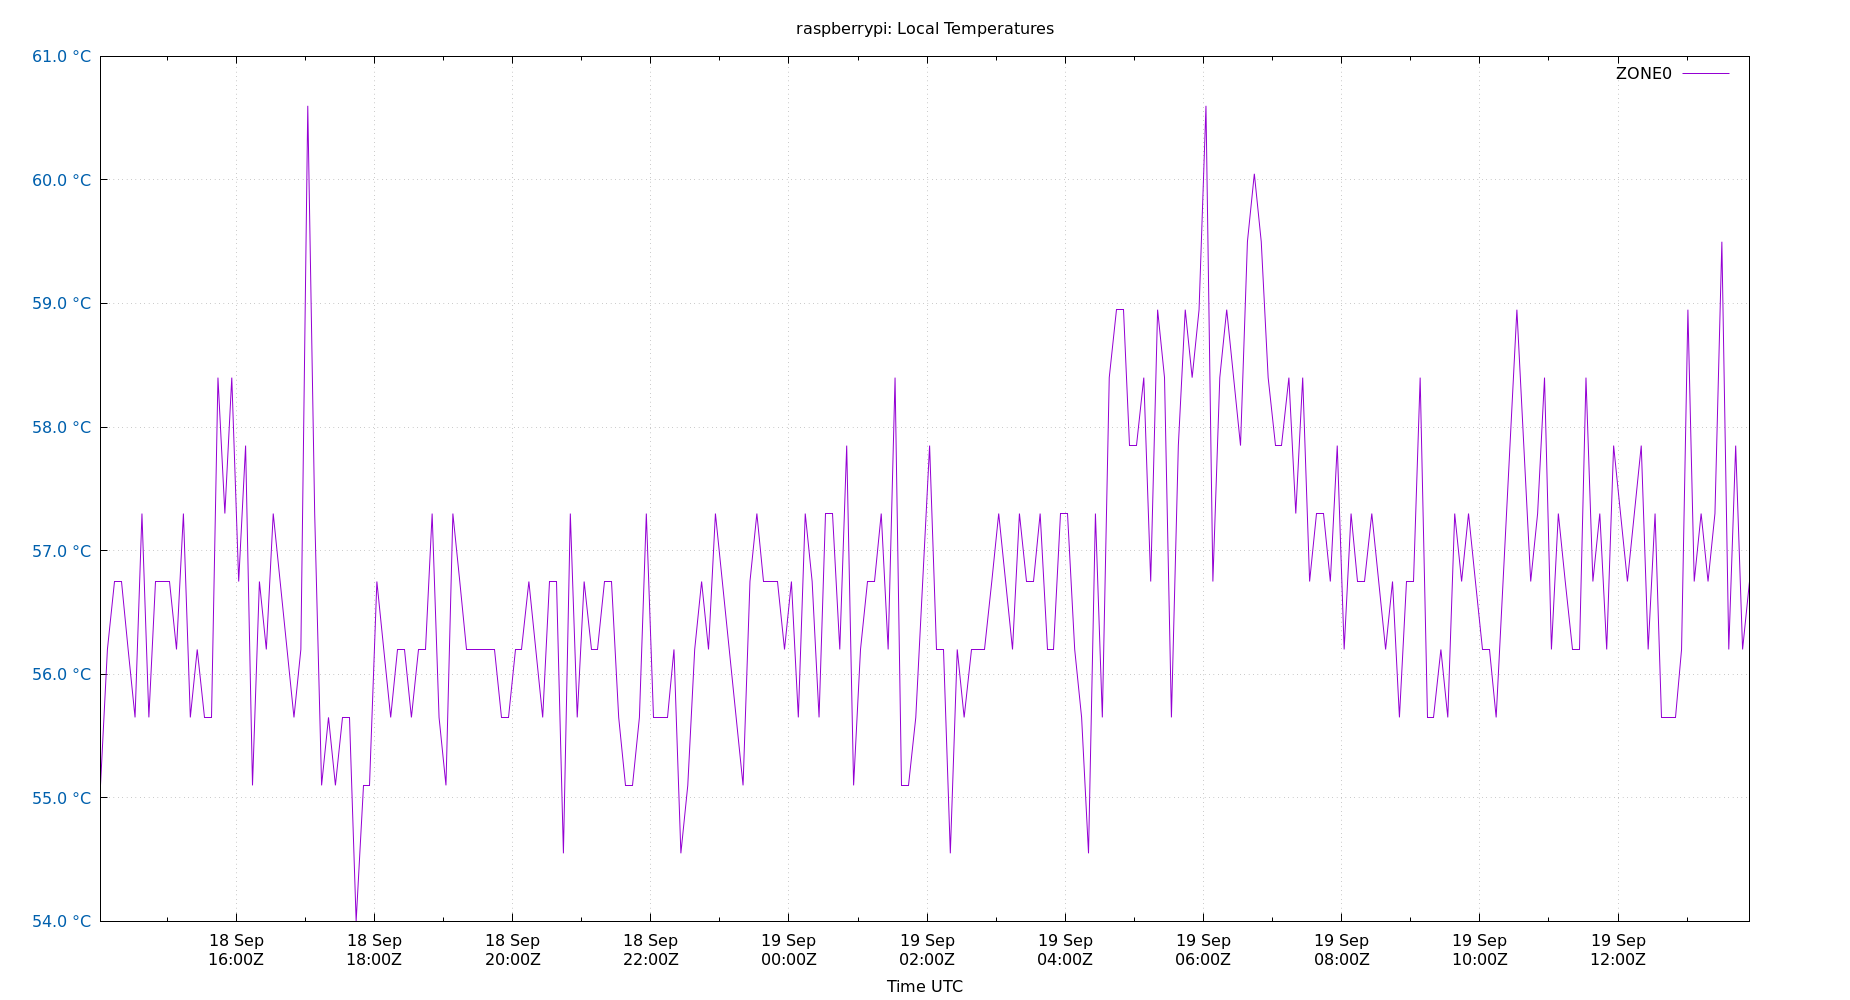 raspberrypi: Local Temperatures
61.0 °C
ZONE0
60.0 °C
59.0 °C
58.0 °C
57.0 °C
56.0 °C
55.0 °C
54.0 °C
18 Sep 18 Sep 18 Sep 18 Sep 19 Sep 19 Sep 19 Sep 19 Sep 19 Sep 19 Sep 19 Sep
16:00Z 18:00Z 20:00Z 22:00Z 00:00Z 02:00Z 04:00Z 06:00Z 08:00Z 10:00Z 12:00Z
Time UTC